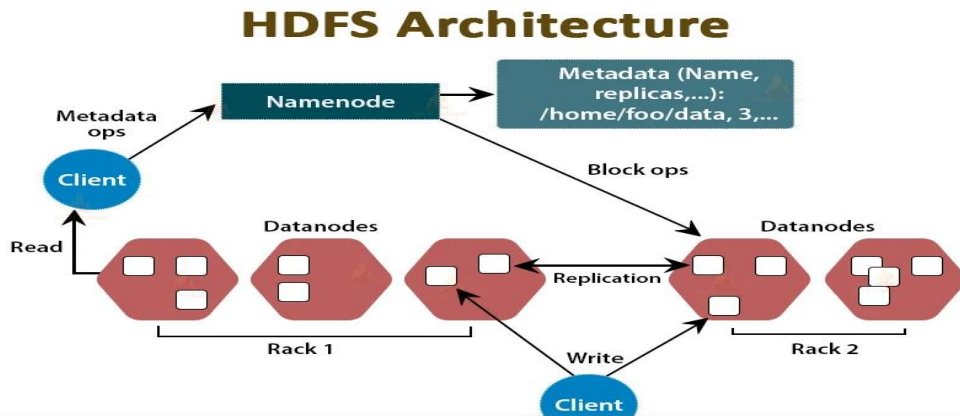 HDFS Architecture
Metadata (Name,
replicas,...):
/home/foo/data, 3,...
Namenode
Metadata
ops
Client
Block ops
Read
Datanodes
Datanodes
Replication
Rack 1
Write
Rack 2
Client